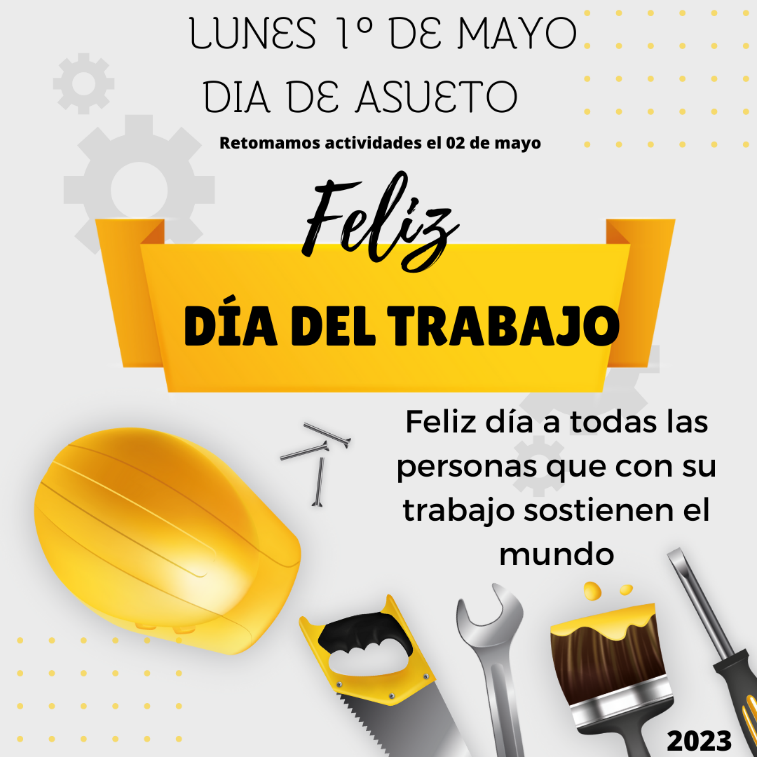 LUNES 1º DE MAYO
DIA DE ASUETO
Retomamos actividades el 02 de mayo
Feliz
DÍA DEL TRABAJO
Feliz día a todas las
personas que con su
trabajo sostienen el
mundo
2023